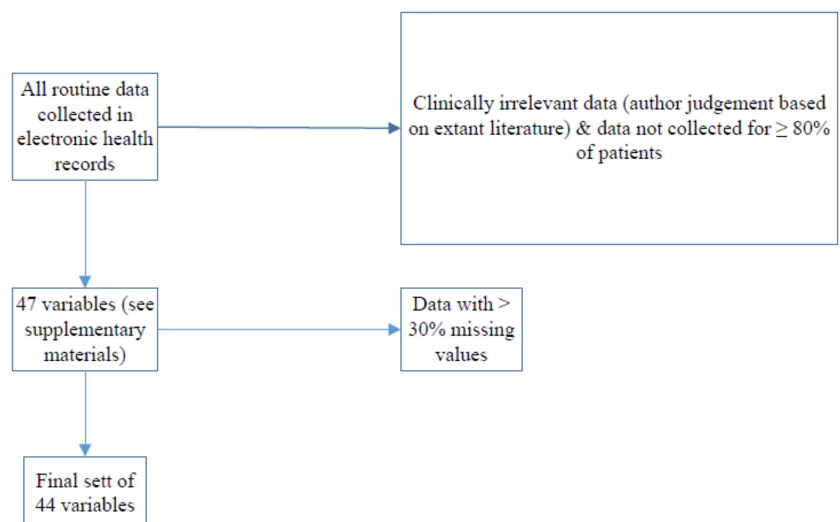 All routine data
collected in
electronic health
records
Clinically irrelevant data (author judgement based
on extant literature) & data not collected for ≥ 80%
of patients
47 variables (see
supplementary
materials)
Data with >
30% missing
values
Final sett of
44 variables